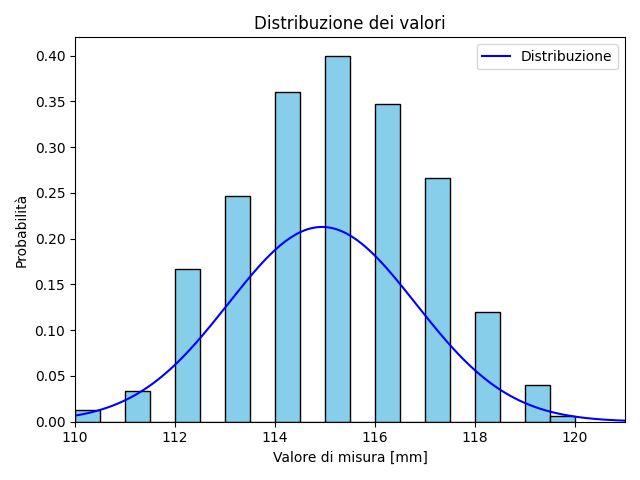 Distribuzione dei valori
Distribuzione
Probabilità
0.40
0.35
0.30
0.25
0.20
0.15
0.10
0.05
0.00
110 112 114 116 118 120
Valore di misura [mm]